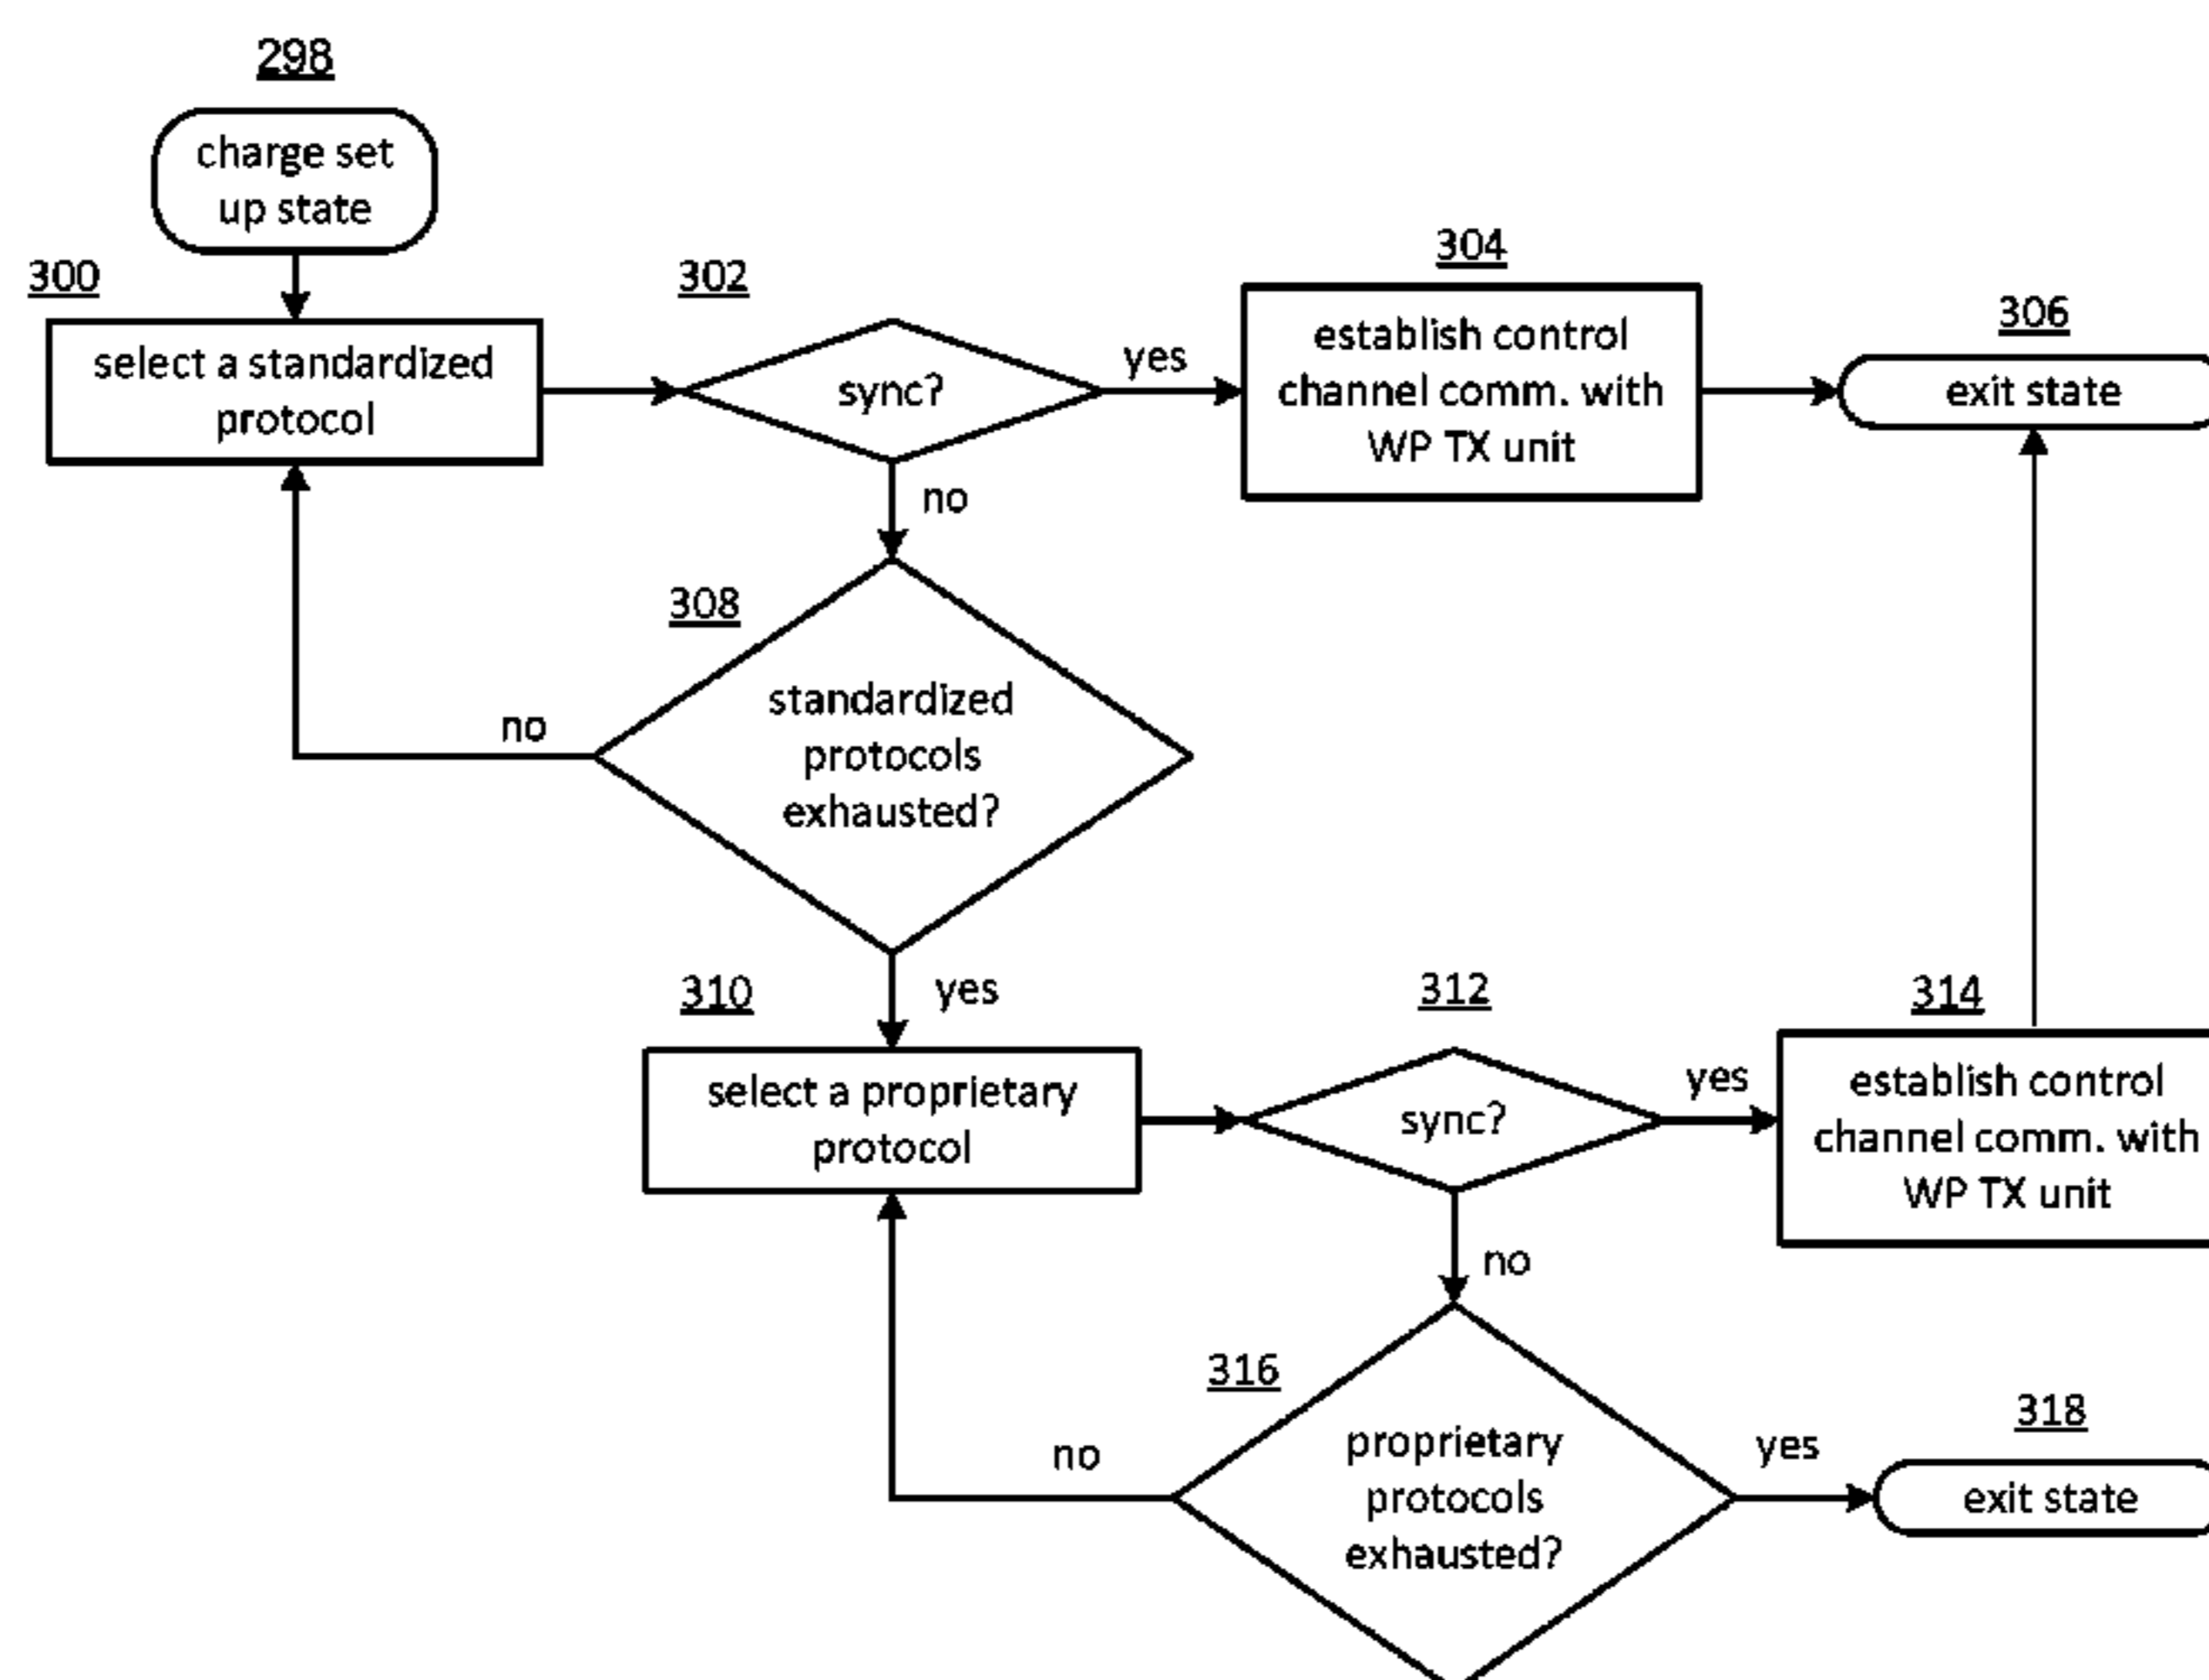 298
charge set
up state
300
select a standardized
protocol
302
sync?
yes
no
304
establish control
channel comm. with
WP TX unit
306
exit state
308
standardized
protocols
exhausted?
no
yes
310
select a proprietary
protocol
312
sync?
yes
no
314
establish control
channel comm. with
WP TX unit
316
proprietary
protocols
exhausted?
no
yes
318
exit state